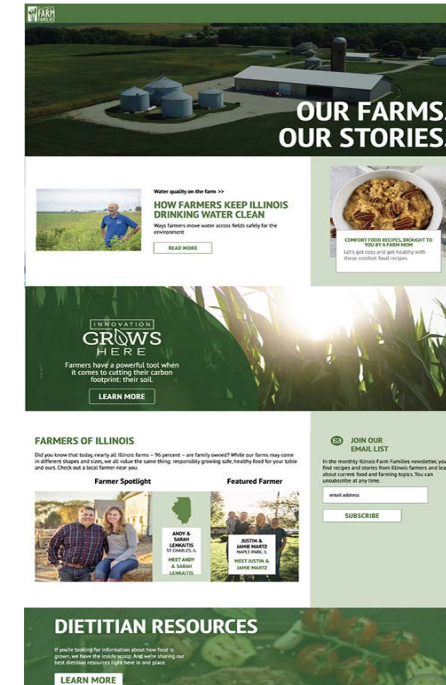 ILLINOIS
FARM
FAMILIES
OUR FARMS.
OUR STORIES.
Water quality on the farm >>
HOW FARMERS KEEP ILLINOIS
DRINKING WATER CLEAN
Ways farmers move water across fields safely for the
environment
READ MORE
COMFORT FOOD RECIPES, BROUGHT TO
YOU BY A FARM MOM
Let's get cozy and get healthy with
these comfort food recipes.
INNOVATION
GROWS
HERE
Farmers have a powerful tool when
it comes to cutting their carbon
footprint: their soil.
LEARN MORE
FARMERS OF ILLINOIS
Did you know that today, nearly all Illinois farms – 96 percent – are family owned? While our farms may come
in different shapes and sizes, we all value the same thing: responsibly growing safe, healthy food for your table
and ours. Check out a local farmer near you.
Farmer Spotlight
Featured Farmer
ANDY &
SARAH
LENKAITIS
ST CHARLES, IL
MEET ANDY
& SARAH
LENKAITIS
JUSTIN &
JAMIE MARTZ
MAPLE PARK, IL
MEET JUSTIN &
JAMIE MARTZ
JOIN OUR
EMAIL LIST
In the monthly Illinois Farm Families newsletter, you
find recipes and stories from Illinois farmers and lea
about current food and farming topics. You can
unsubscribe at any time.
email address
SUBSCRIBE
DIETITIAN RESOURCES
If you're looking for information about how food is
grown, we have the inside scoop. And we're sharing our
best dietitian resources right here in one place.
LEARN MORE